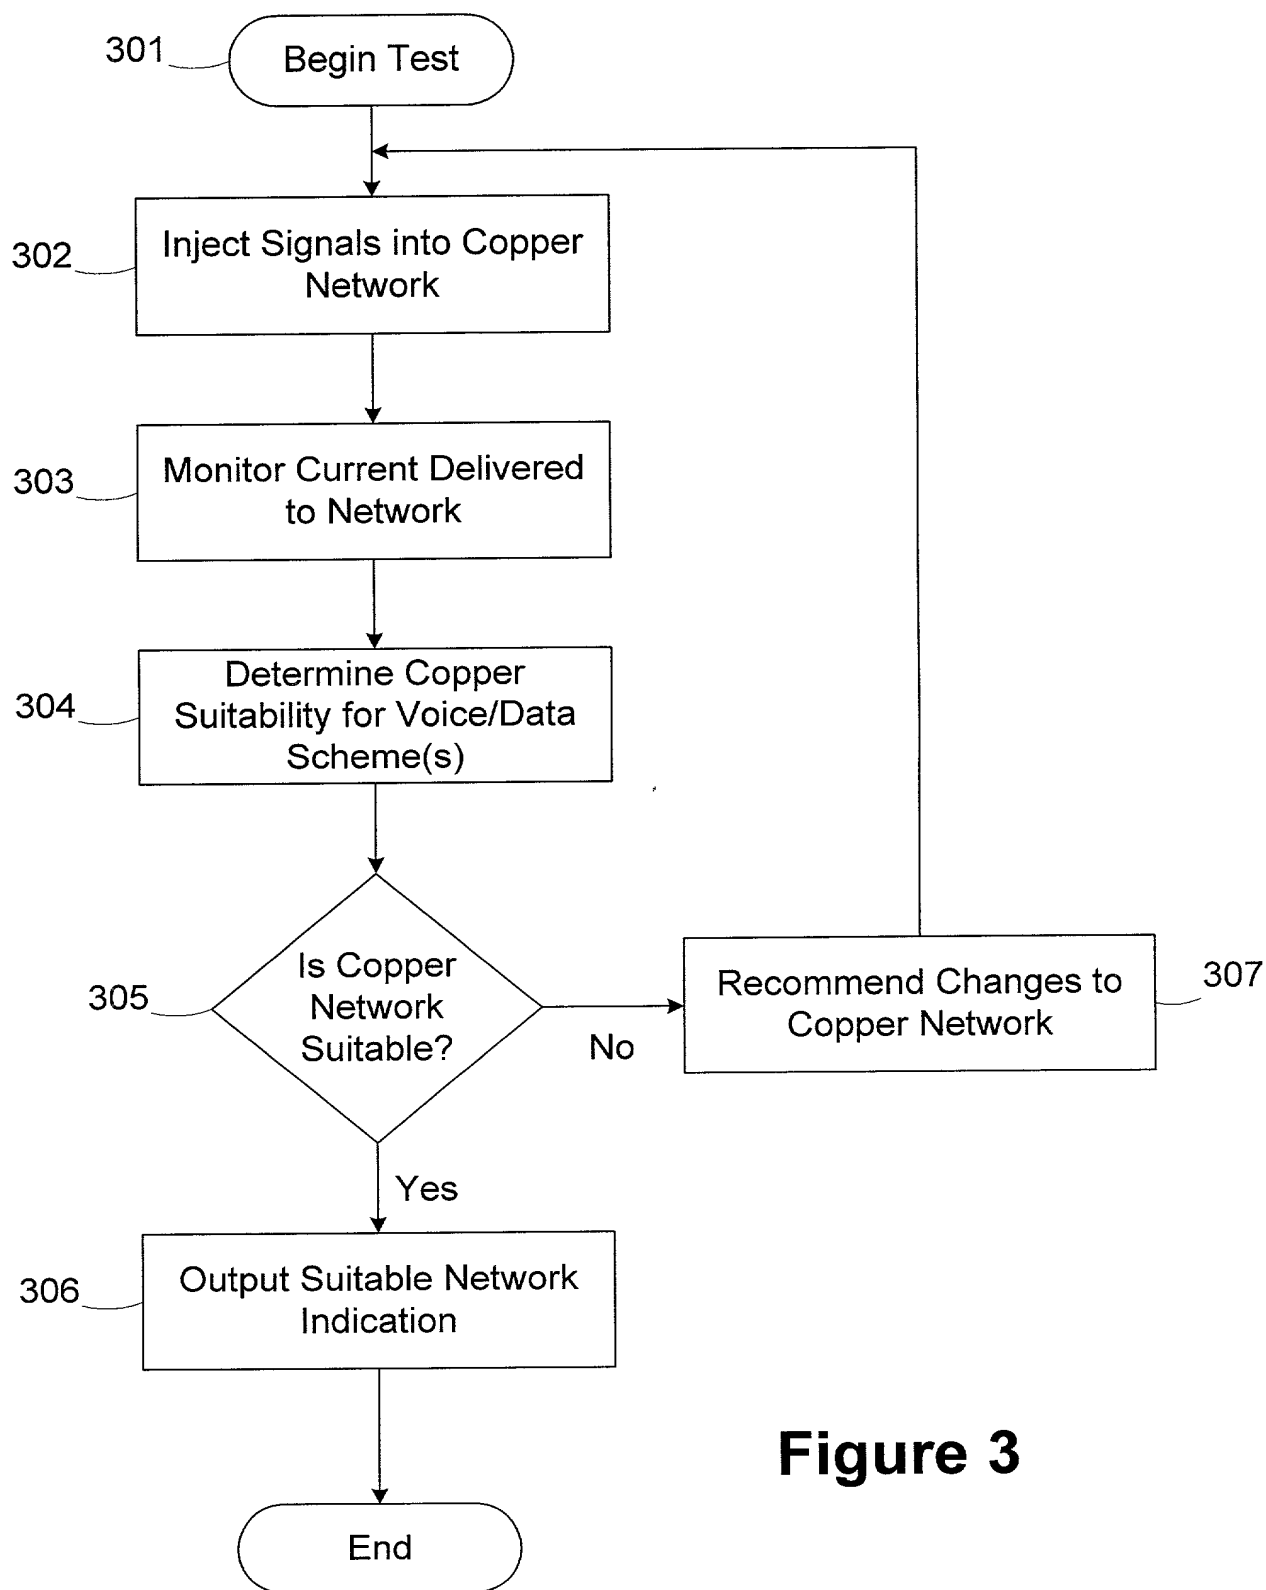 301
Begin Test
302
Inject Signals into Copper
Network
303
Monitor Current Delivered
to Network
304
Determine Copper
Suitability for Voice/Data
Scheme(s)
305
Is Copper
Network
Suitable?
No
Recommend Changes to
Copper Network
307
Yes
306
Output Suitable Network
Indication
End
Figure 3